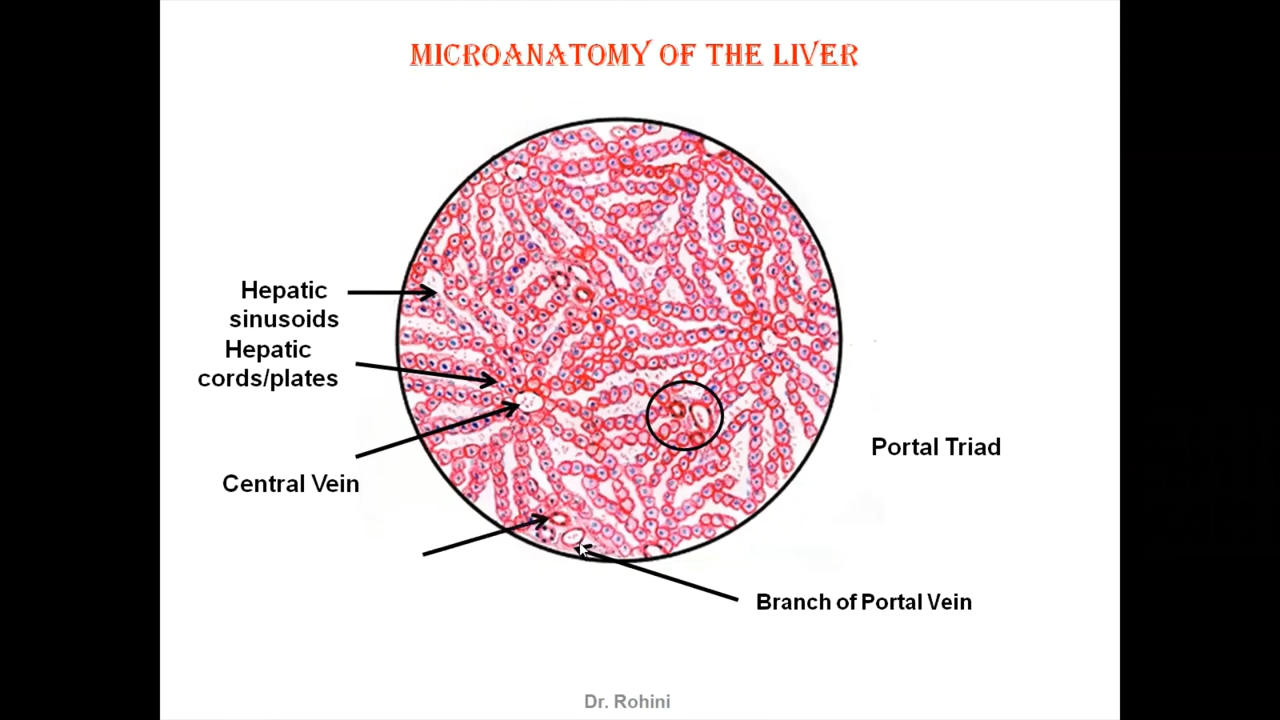 MICROANATOMY OF THE LIVER
Hepatic
sinusoids
Hepatic
cords/plates
Central Vein
Portal Triad
Branch of Portal Vein
Dr. Rohini